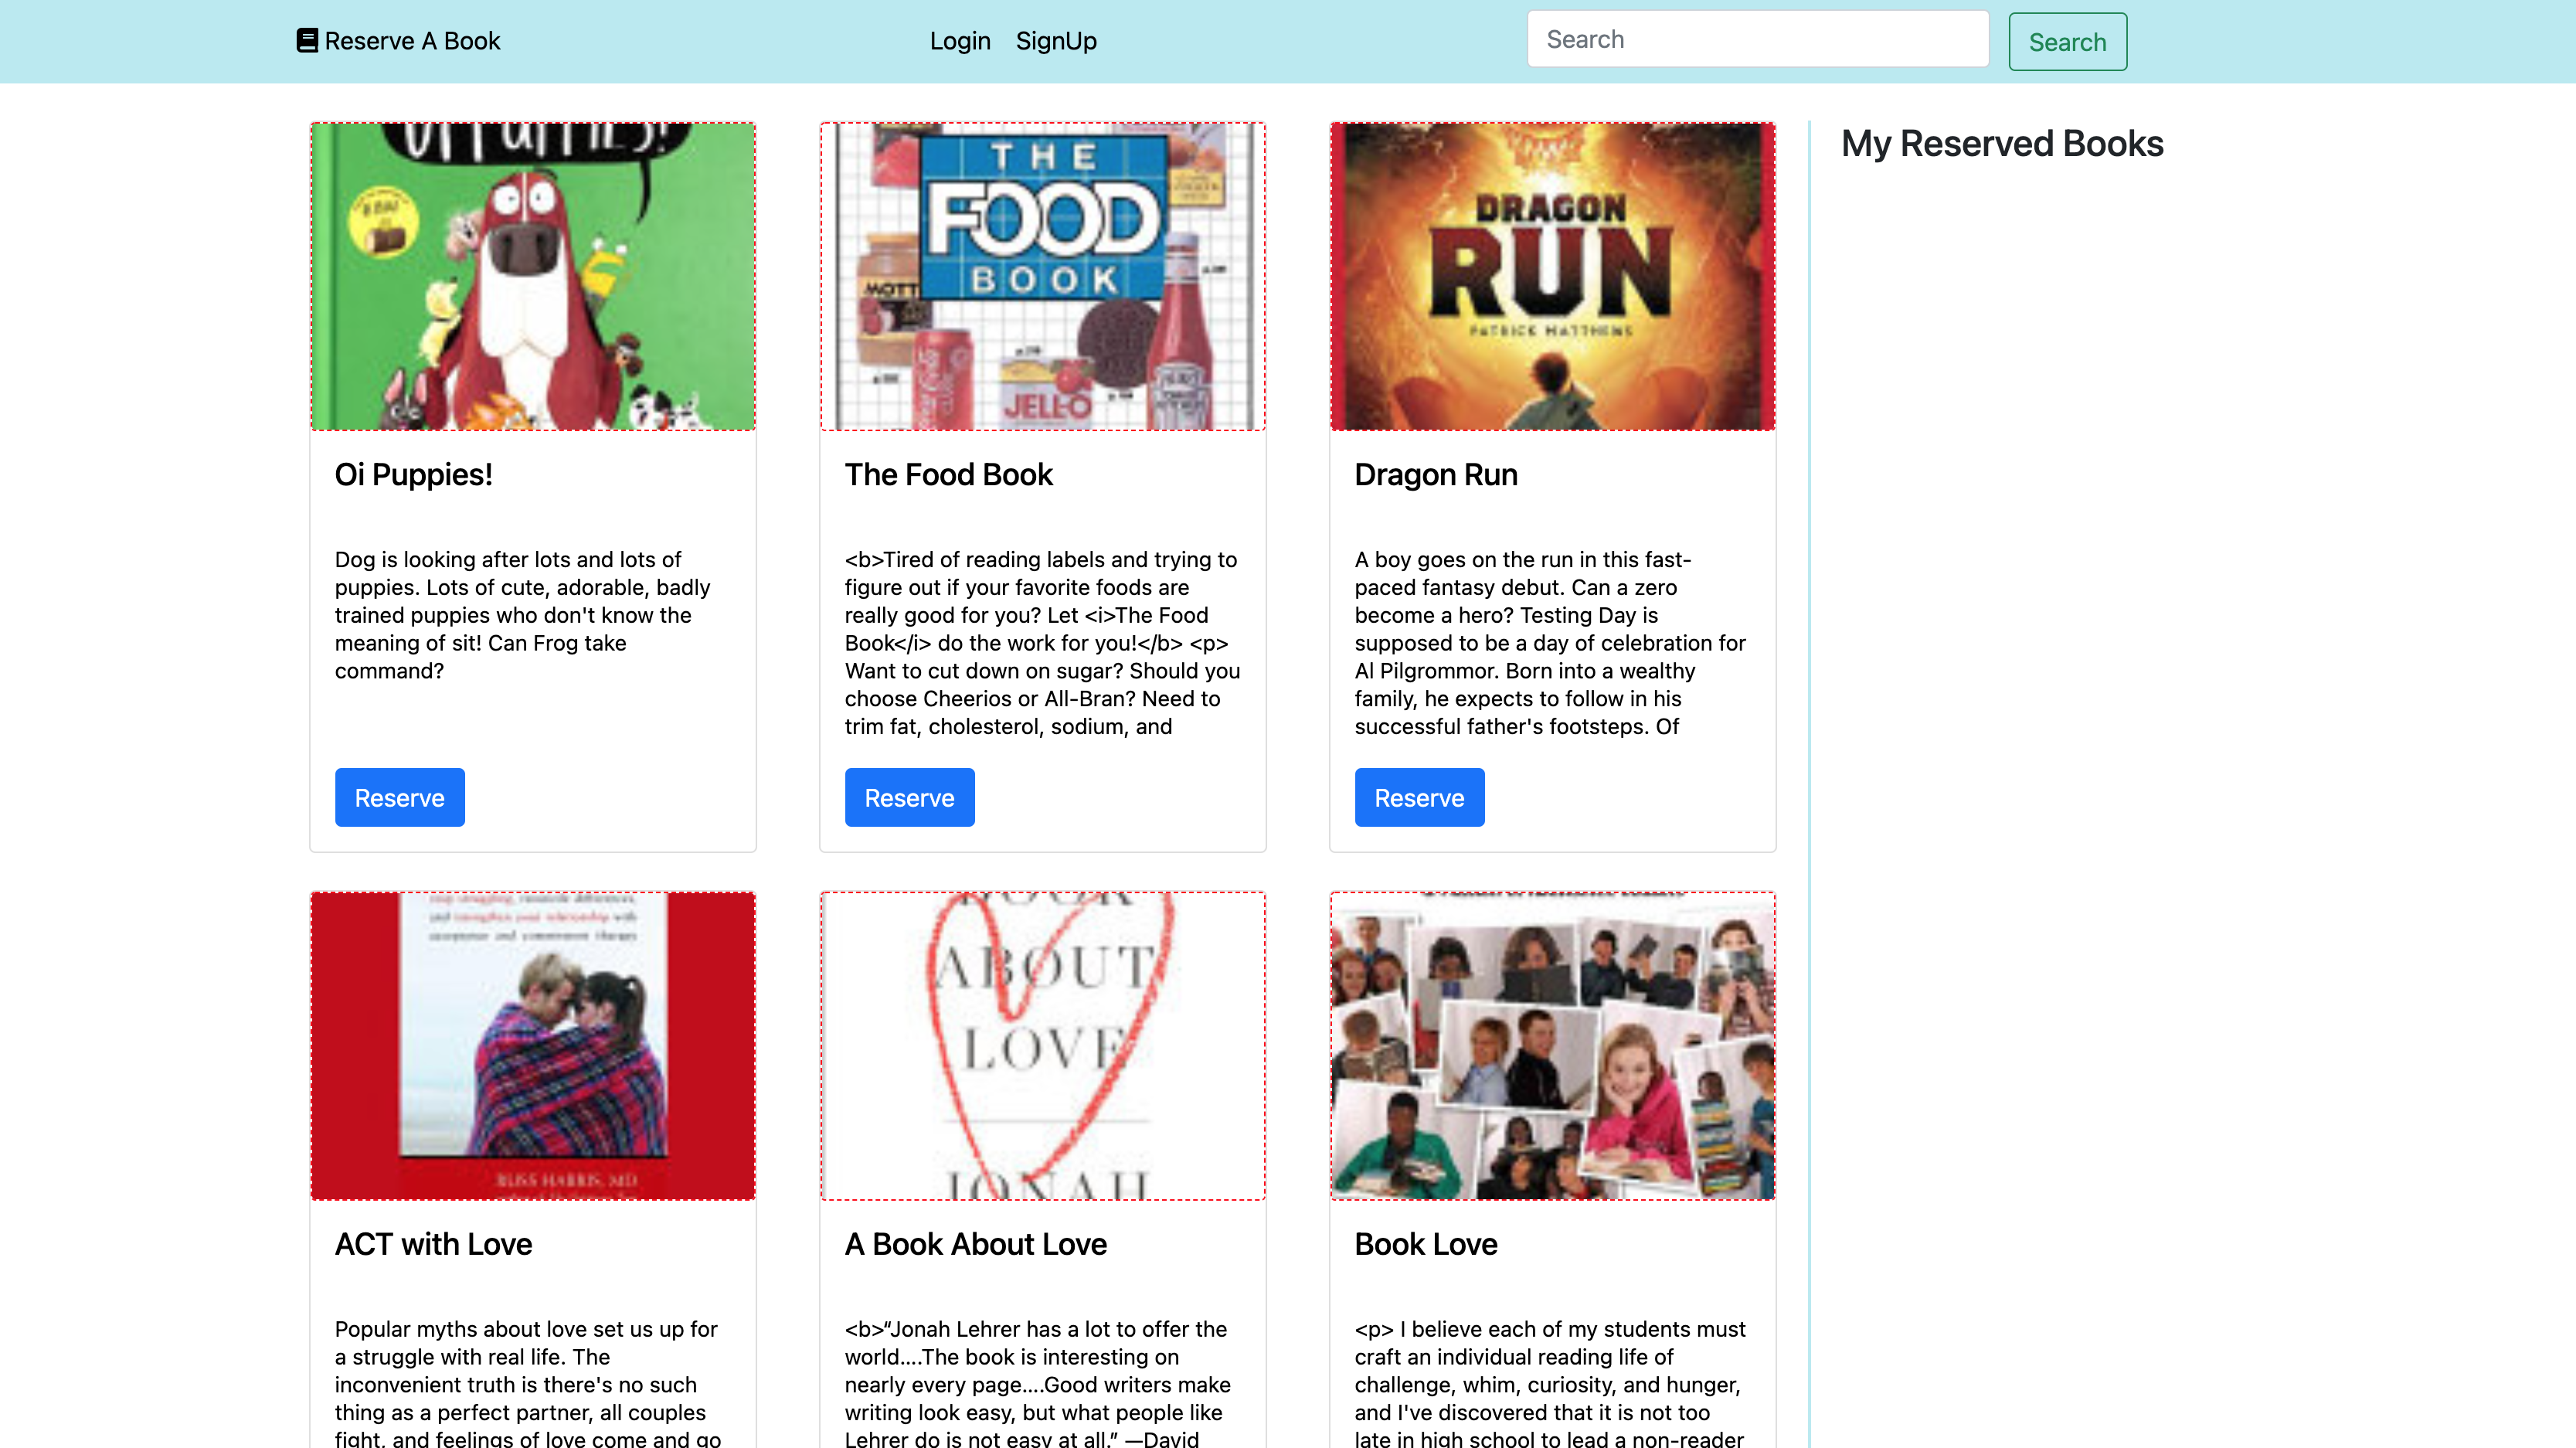 Reserve A Book
Login SignUp
Search
Search
My Reserved Books
THE
FOOD
BOOK
MOTT
JELLO
DRAGON
RUN
PATRICK MATTHEWS
Oi Puppies!
Dog is looking after lots and lots of
puppies. Lots of cute, adorable, badly
trained puppies who don't know the
meaning of sit! Can Frog take
command?
Reserve
The Food Book
<b>Tired of reading labels and trying to
figure out if your favorite foods are
really good for you? Let <i>The Food
Book</i> do the work for you!</b> <p>
Want to cut down on sugar? Should you
choose Cheerios or All-Bran? Need to
trim fat, cholesterol, sodium, and
Reserve
Dragon Run
A boy goes on the run in this fast-
paced fantasy debut. Can a zero
become a hero? Testing Day is
supposed to be a day of celebration for
Al Pilgrommor. Born into a wealthy
family, he expects to follow in his
successful father's footsteps. Of
Reserve
and strengthen your relationship with
acceptance and commitment therapy
RUSS HARRIS, MD
BOOK
ABOUT
LOVE
JONAH
ACT with Love
Popular myths about love set us up for
a struggle with real life. The
inconvenient truth is there's no such
thing as a perfect partner, all couples
fight, and feelings of love come and go
A Book About Love
<b>“Jonah Lehrer has a lot to offer the
world....The book is interesting on
nearly every page....Good writers make
writing look easy, but what people like
Lehrer do is not easy at all.” —David
Book Love
<p> I believe each of my students must
craft an individual reading life of
challenge, whim, curiosity, and hunger,
and I've discovered that it is not too
late in high school to lead a non-reader